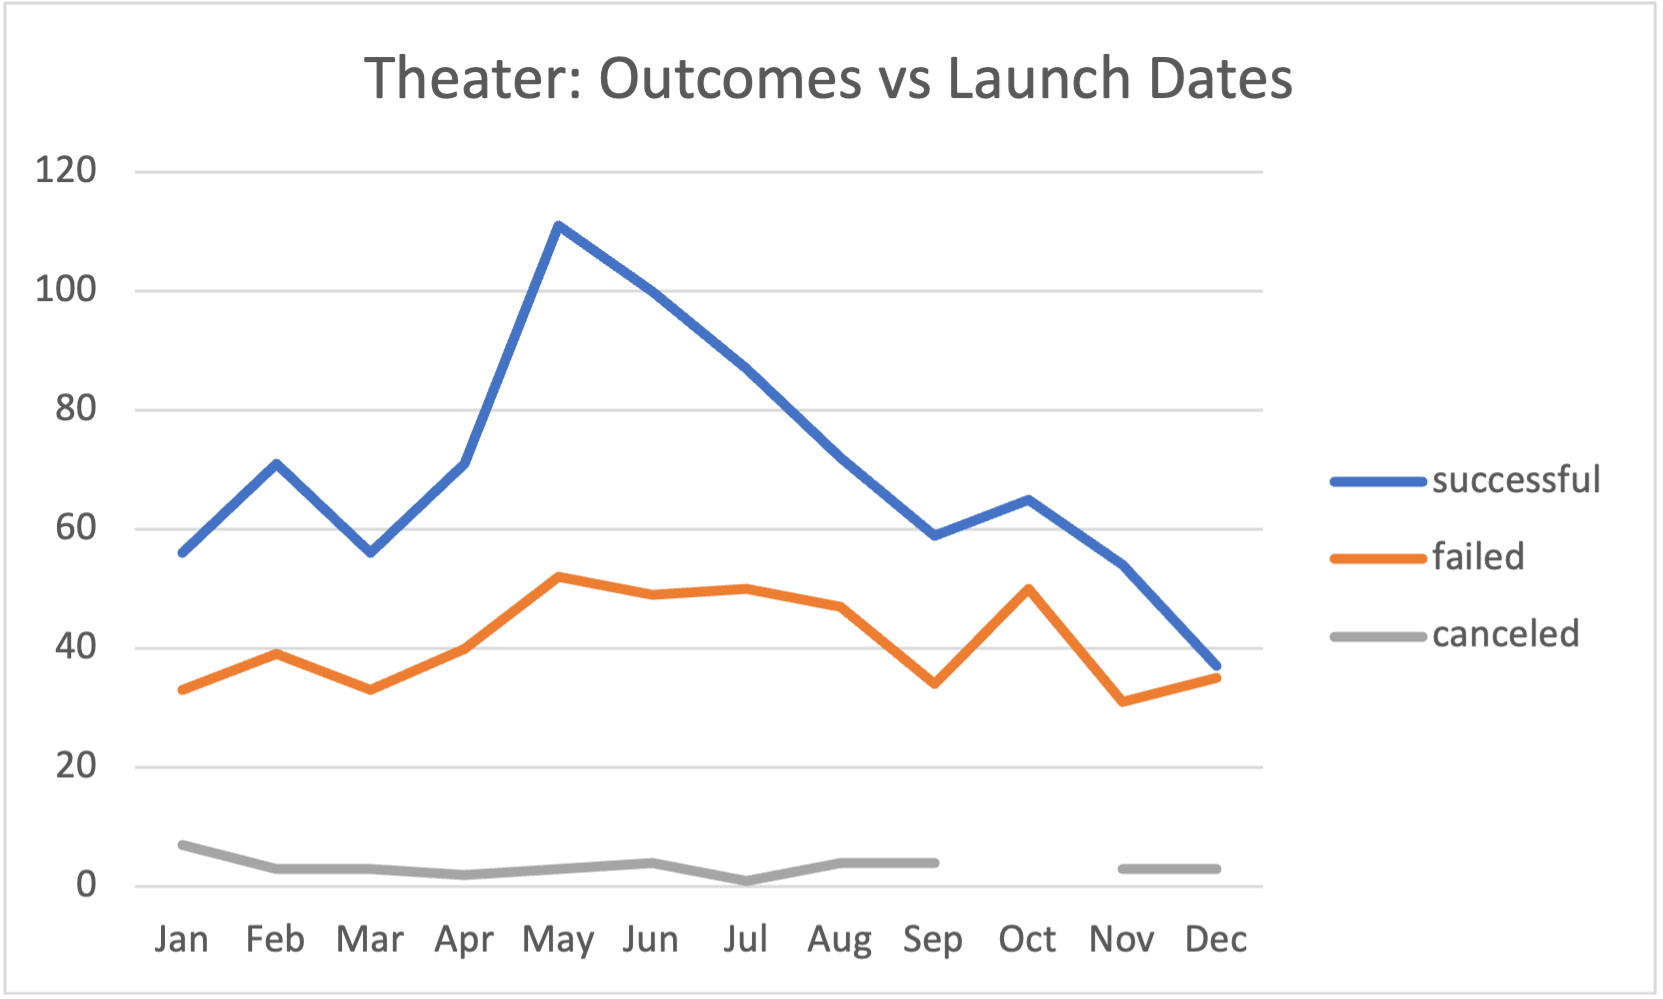 Theater: Outcomes vs Launch Dates
120
100
80
60
40
20
0
Jan Feb Mar Apr May Jun Jul Aug Sep Oct Nov Dec
successful
failed
canceled